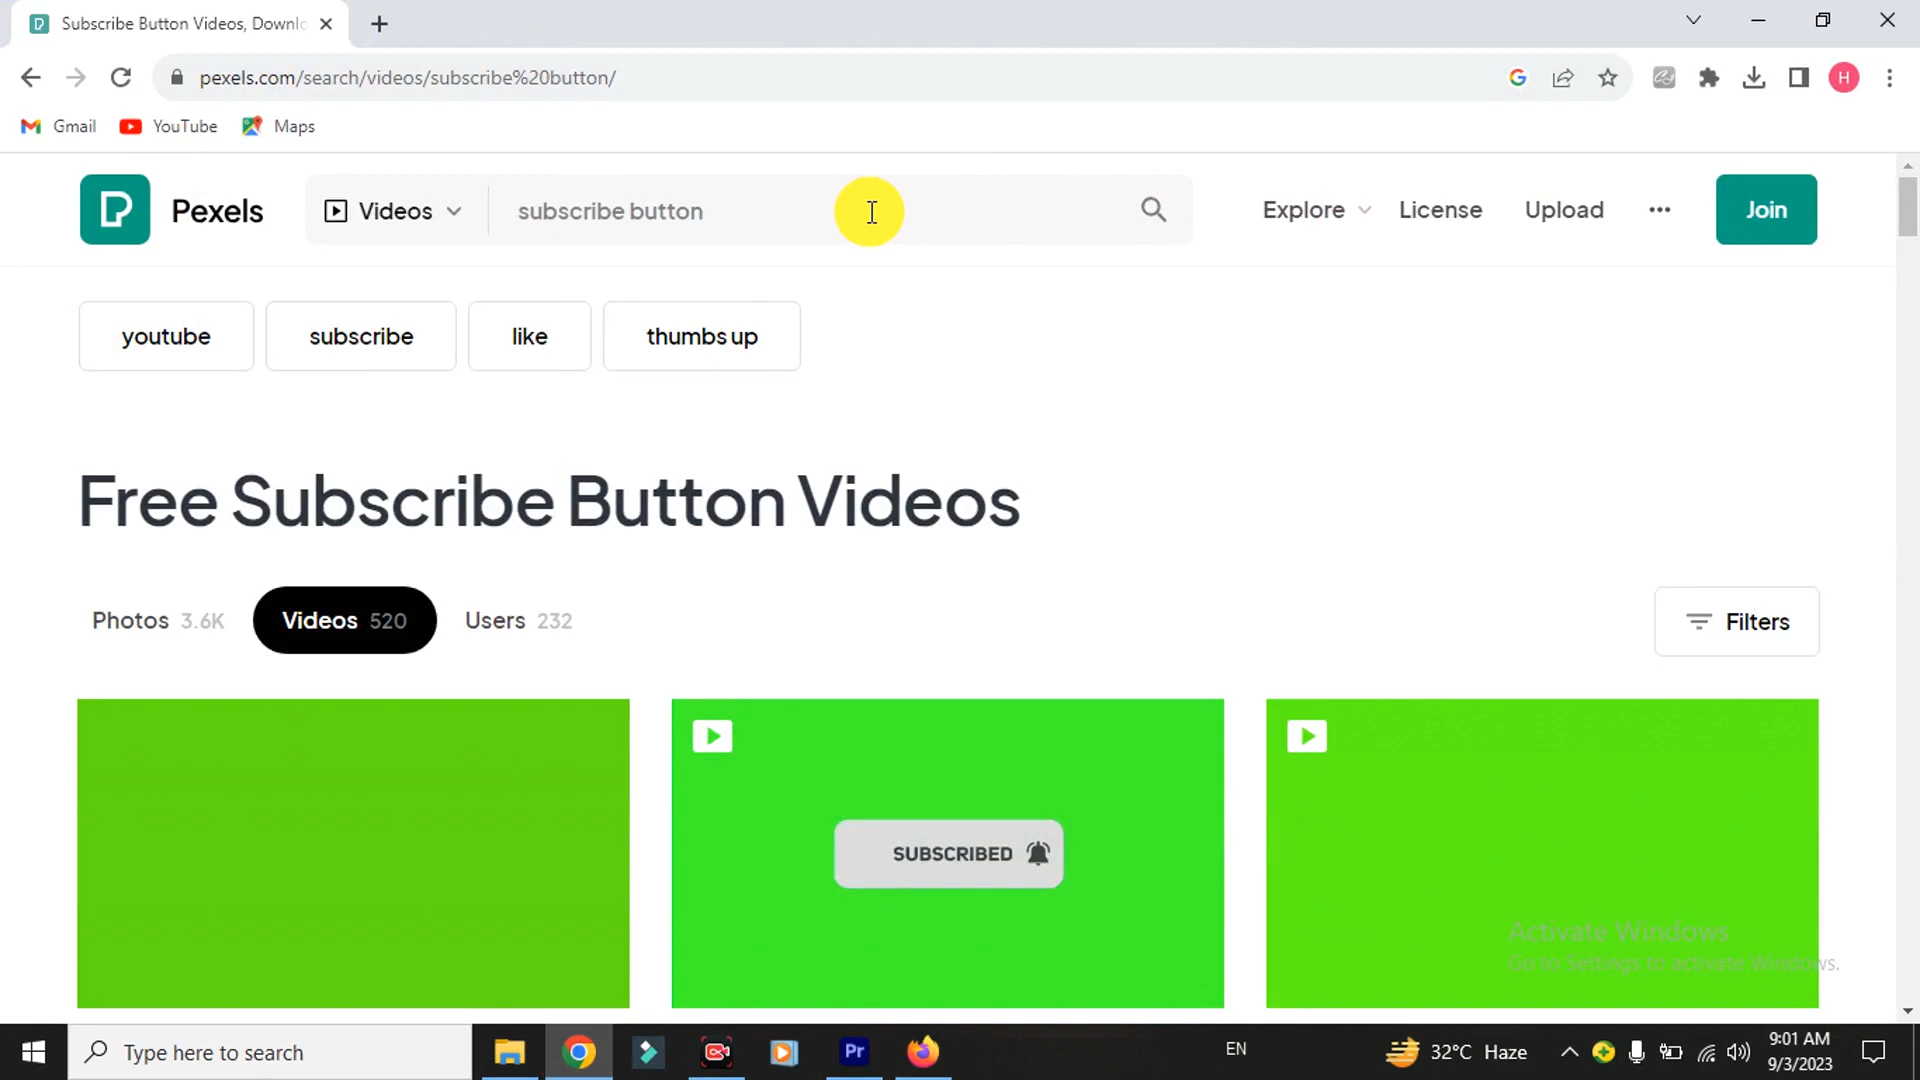 Subscribe Button Videos, Downlo
pexels.com/search/videos/subscribe%20button/
H
Gmail
YouTube
Maps
Pexels
Videos
subscribe button
Explore
License
Upload
Join
youtube
subscribe
like
thumbs up
Free Subscribe Button Videos
Photos 3.6K
Videos 520
Users 232
Filters
SUBSCRIBED
Activate Windows
Go to Settings to activate Windows.
Type here to search
Pr
EN
32°C Haze
9:01 AM
9/3/2023